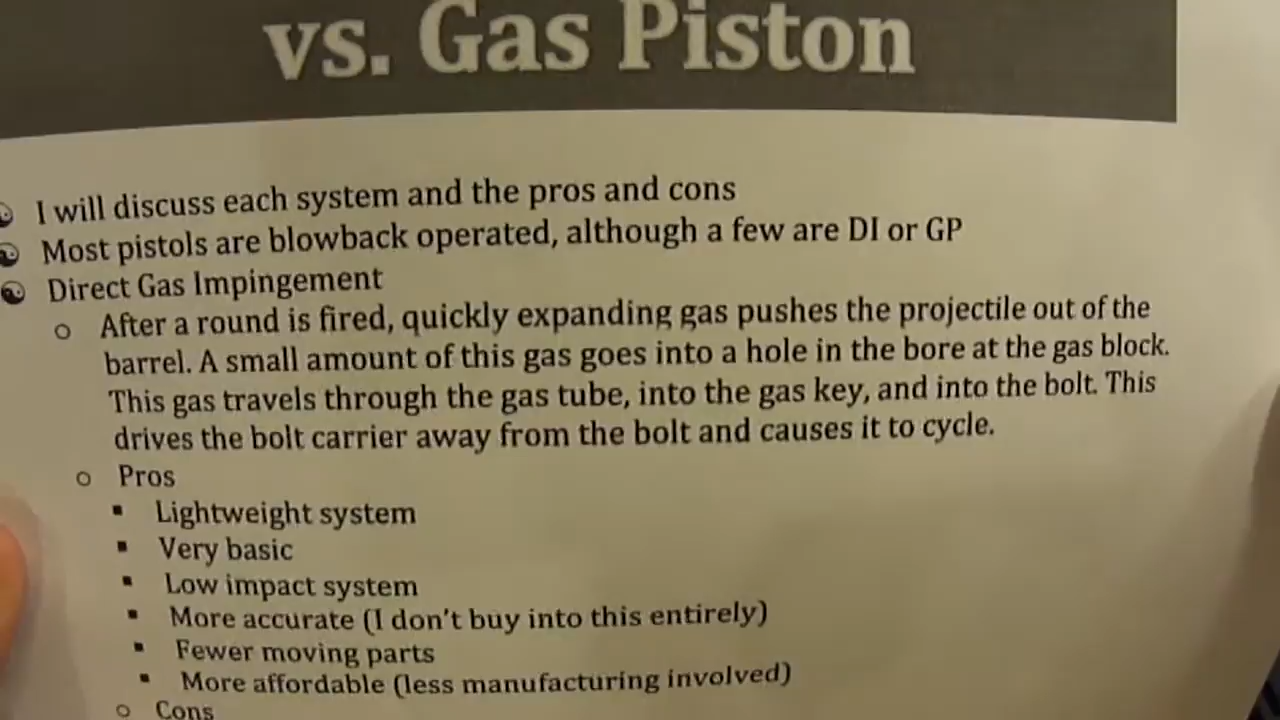 vs. Gas Piston
I will discuss each system and the pros and cons
Most pistols are blowback operated, although a few are DI or GP
Direct Gas Impingement
After a round is fired, quickly expanding gas pushes the projectile out of the
barrel. A small amount of this gas goes into a hole in the bore at the gas block.
This gas travels through the gas tube, into the gas key, and into the bolt. This
drives the bolt carrier away from the bolt and causes it to cycle.
Pros
Lightweight system
Very basic
Low impact system
More accurate (I don't buy into this entirely)
Fewer moving parts
More affordable (less manufacturing involved)
Cons